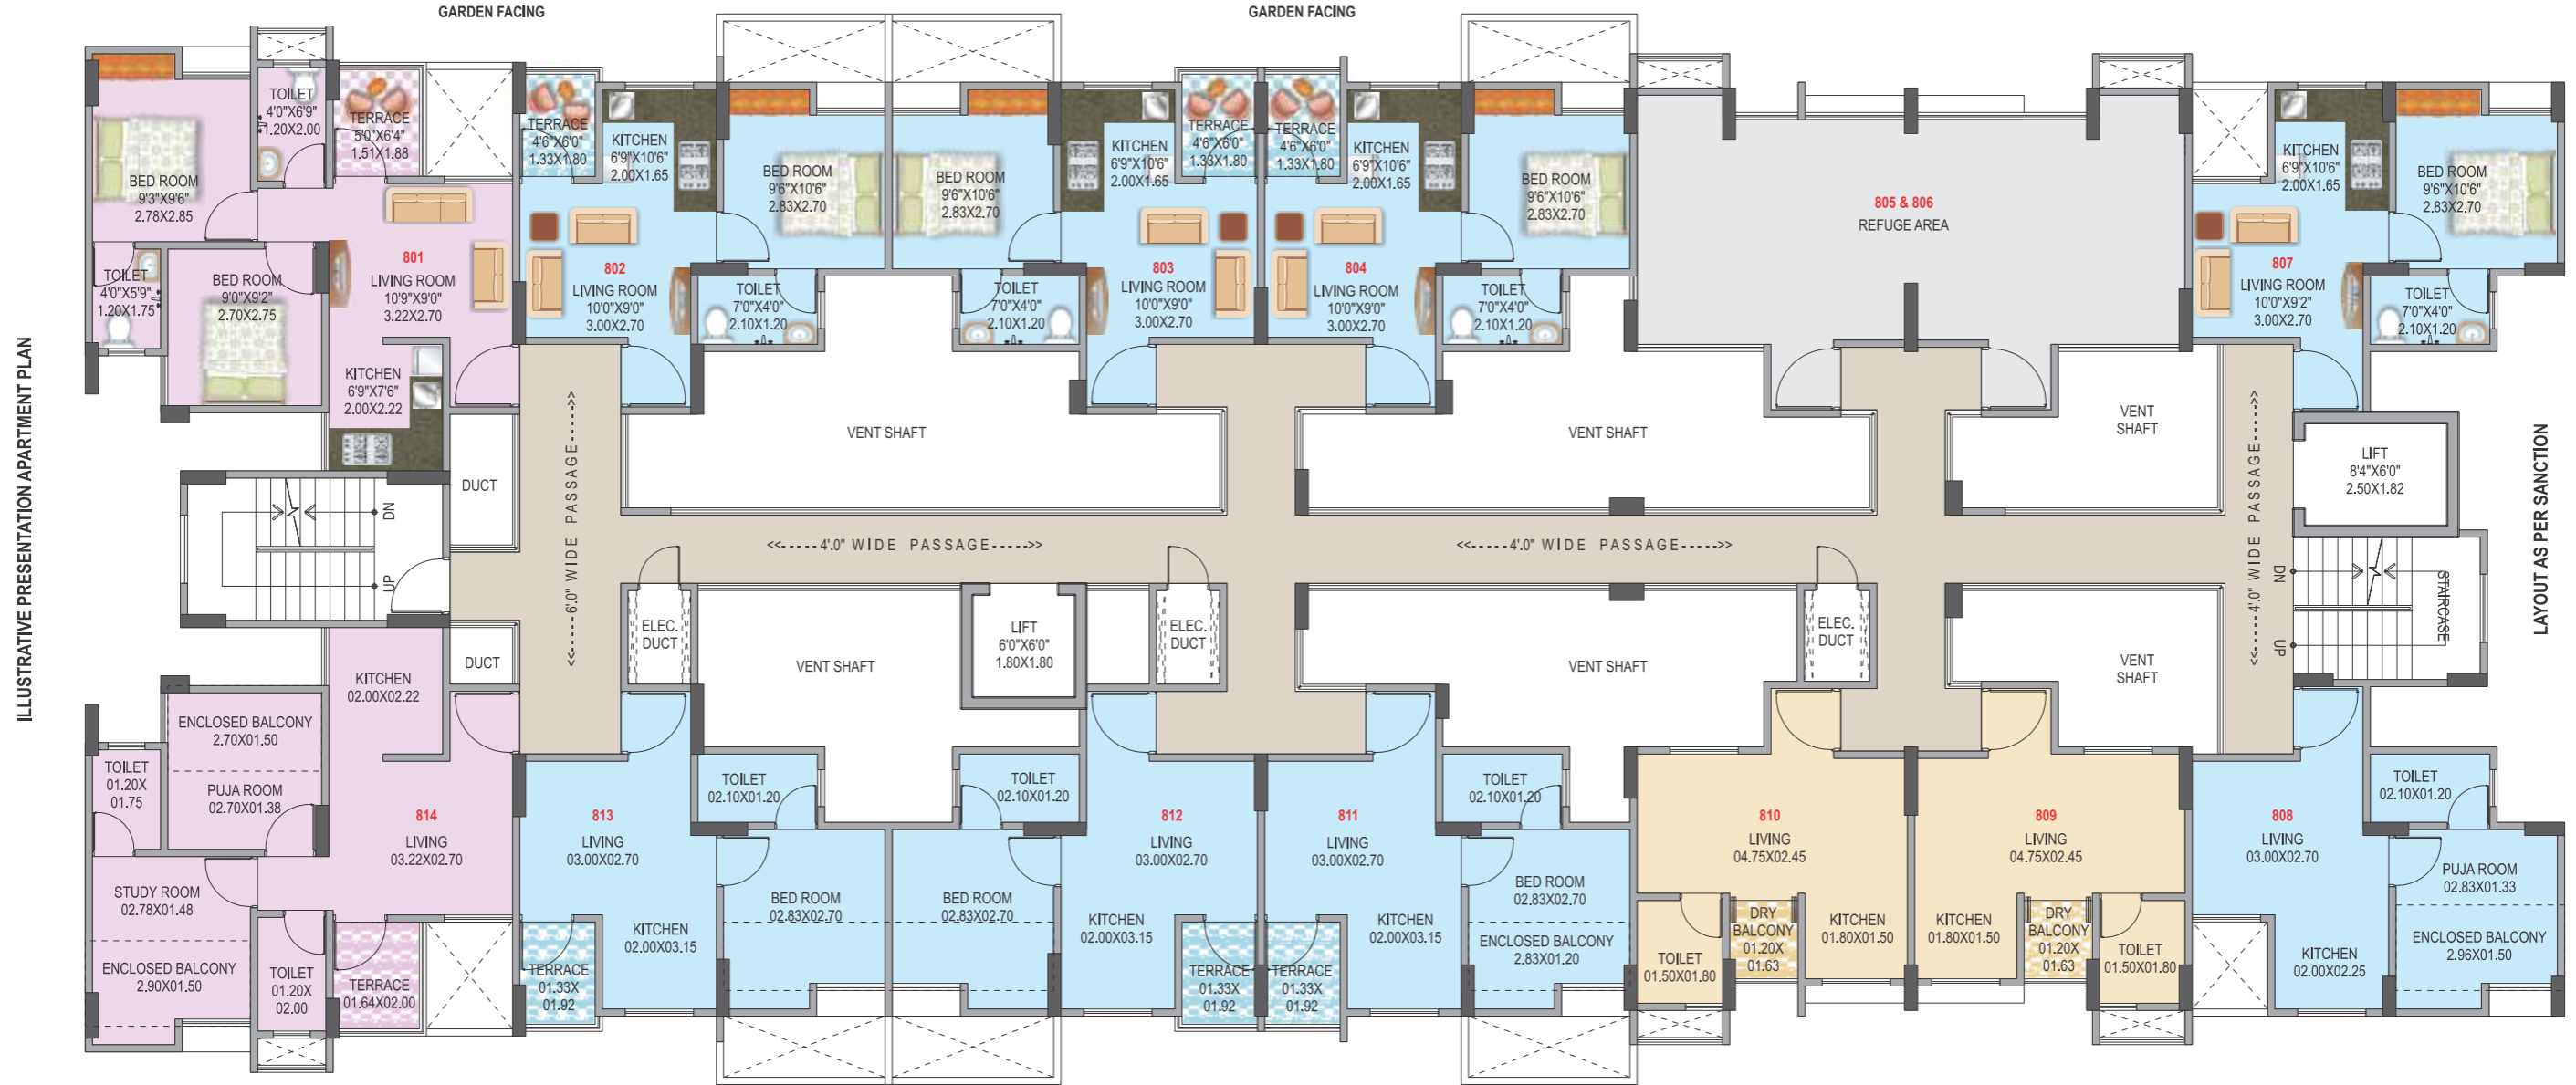 GARDEN FACING
GARDEN FACING
ILLUSTRATIVE PRESENTATION APARTMENT PLAN
LAYOUT AS PER SANCTION
TOILET
4'0"X6'9"
1.20X2.00
TERRACE
5'0"X6'4"
1.51X1.88
BED ROOM
9'3"X9'6"
2.78X2.85
TOILET
4'0"X5'9"
1.20X1.75
BED ROOM
9'0"X9'2"
2.70X2.75
801
LIVING ROOM
10'9"X9'0"
3.22X2.70
KITCHEN
6'9"X7'6"
2.00X2.22
TERRACE
4'6"X6'0"
1.33X1.80
KITCHEN
6'9"X10'6"
2.00X1.65
BED ROOM
9'6"X10'6"
2.83X2.70
802
LIVING ROOM
10'0"X9'0"
3.00X2.70
TOILET
7'0"X4'0"
2.10X1.20
BED ROOM
9'6"X10'6"
2.83X2.70
KITCHEN
6'9"X10'6"
2.00X1.65
TERRACE
4'6"X6'0"
1.33X1.80
TOILET
7'0"X4'0"
2.10X1.20
803
LIVING ROOM
10'0"X9'0"
3.00X2.70
TERRACE
4'6"X6'0"
1.33X1.80
KITCHEN
6'9"X10'6"
2.00X1.65
BED ROOM
9'6"X10'6"
2.83X2.70
804
LIVING ROOM
10'0"X9'0"
3.00X2.70
TOILET
7'0"X4'0"
2.10X1.20
805 & 806
REFUGE AREA
KITCHEN
6'9"X10'6"
2.00X1.65
BED ROOM
9'6"X10'6"
2.83X2.70
807
LIVING ROOM
10'0"X9'2"
3.00X2.70
TOILET
7'0"X4'0"
2.10X1.20
VENT SHAFT
VENT SHAFT
VENT
SHAFT
LIFT
8'4"X6'0"
2.50X1.82
DUCT
DN
UP
<<-----6'.0" WIDE PASSAGE----->>
<<-----4'.0" WIDE PASSAGE----->>
<<-----4'.0" WIDE PASSAGE----->>
<<-----4'.0" WIDE PASSAGE----->>
DN
UP
STAIRCASE
DUCT
ELEC.
DUCT
VENT SHAFT
LIFT
6'0"X6'0"
1.80X1.80
ELEC.
DUCT
VENT SHAFT
ELEC.
DUCT
VENT
SHAFT
KITCHEN
02.00X02.22
ENCLOSED BALCONY
2.70X01.50
PUJA ROOM
02.70X01.38
TOILET
01.20X
01.75
814
LIVING
03.22X02.70
STUDY ROOM
02.78X01.48
ENCLOSED BALCONY
2.90X01.50
TOILET
01.20X
02.00
TERRACE
01.64X02.00
813
LIVING
03.00X02.70
TOILET
02.10X01.20
BED ROOM
02.83X02.70
KITCHEN
02.00X03.15
TERRACE
01.33X
01.92
TOILET
02.10X01.20
BED ROOM
02.83X02.70
812
LIVING
03.00X02.70
KITCHEN
02.00X03.15
TERRACE
01.33X
01.92
811
LIVING
03.00X02.70
TOILET
02.10X01.20
BED ROOM
02.83X02.70
ENCLOSED BALCONY
2.83X01.20
KITCHEN
02.00X03.15
TERRACE
01.33X
01.92
810
LIVING
04.75X02.45
TOILET
01.50X01.80
DRY
BALCONY
01.20X
01.63
KITCHEN
01.80X01.50
809
LIVING
04.75X02.45
KITCHEN
01.80X01.50
DRY
BALCONY
01.20X
01.63
TOILET
01.50X01.80
808
LIVING
03.00X02.70
TOILET
02.10X01.20
PUJA ROOM
02.83X01.33
ENCLOSED BALCONY
2.96X01.50
KITCHEN
02.00X02.25